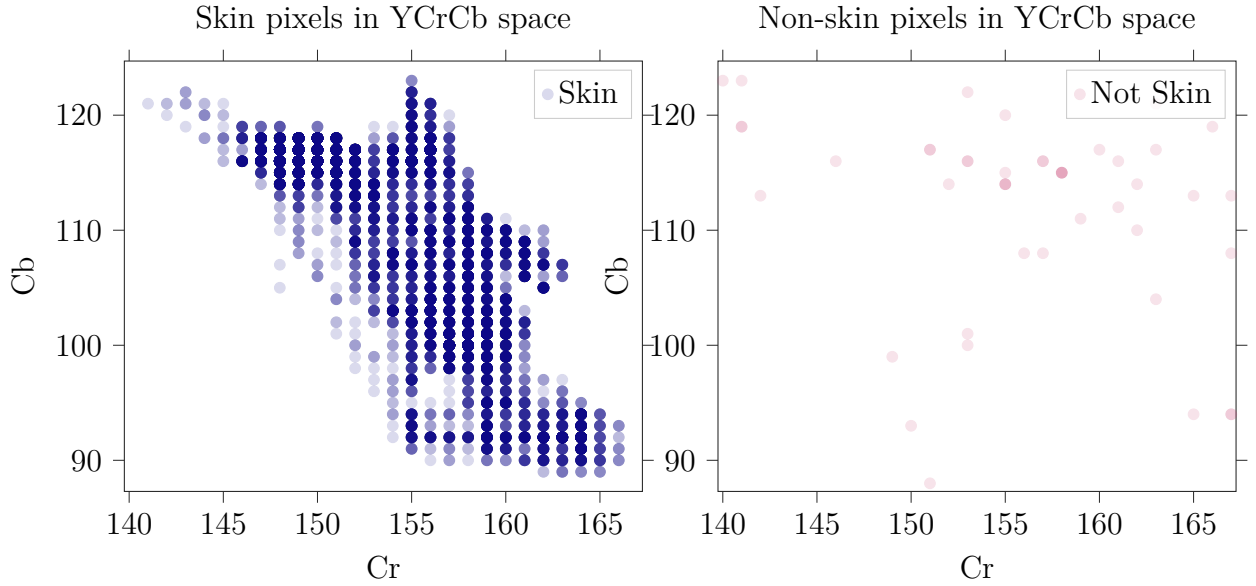 Skin pixels in YCrCb space
Skin
120
110
100
90
Cb
140 145 150 155 160 165
Cr
Non-skin pixels in YCrCb space
Not Skin
120
110
100
90
Cb
140 145 150 155 160 165
Cr